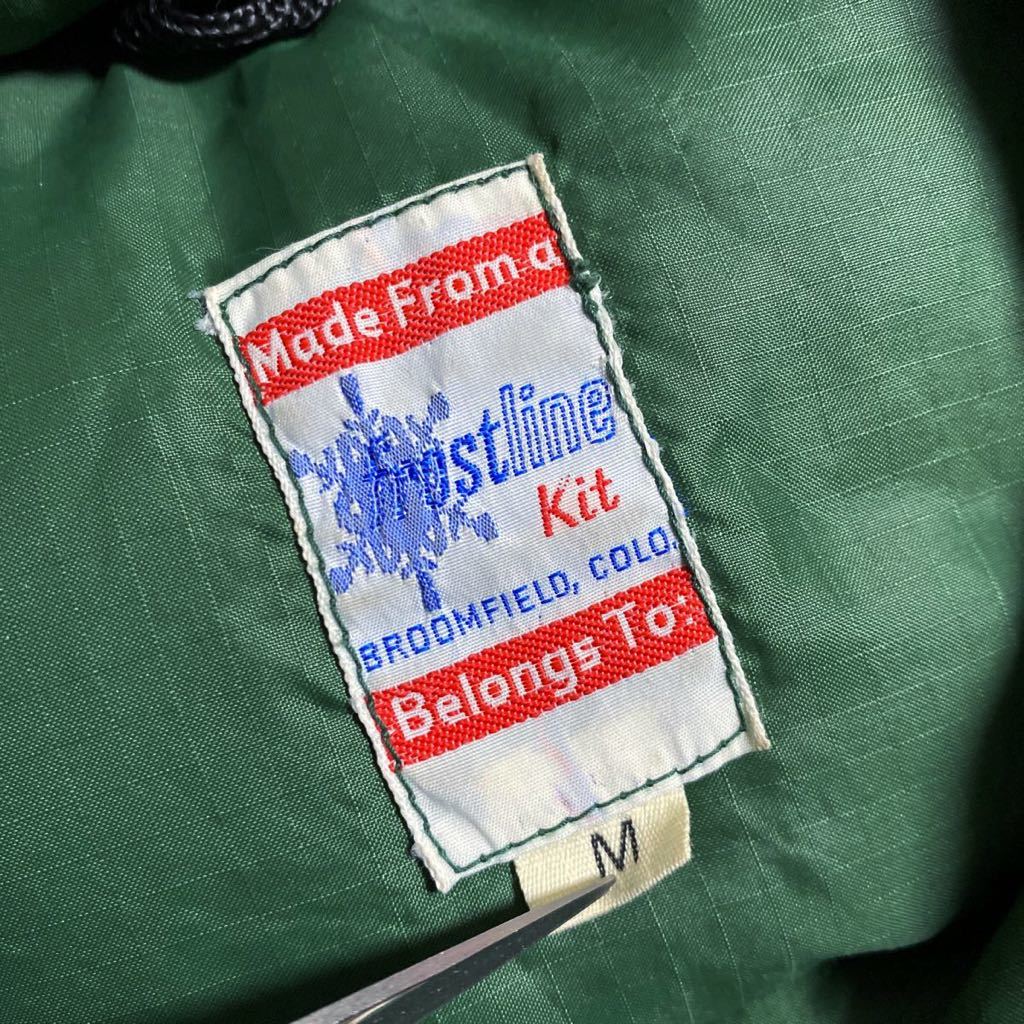 Made From a
frostline
Kit
BROOMFIELD, COLO.
Belongs To:
M